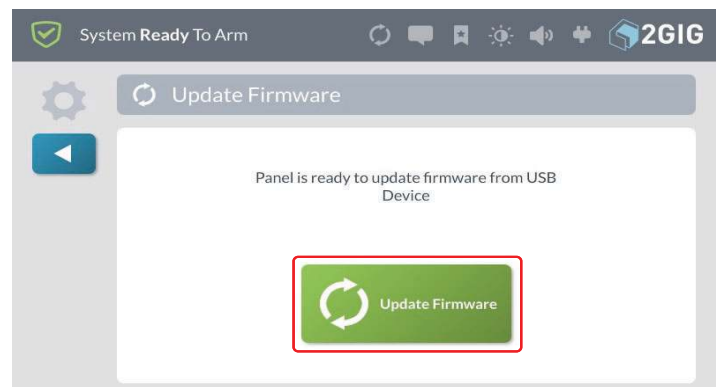 System Ready To Arm
2GIG
Update Firmware
Panel is ready to update firmware from USB
Device
Update Firmware